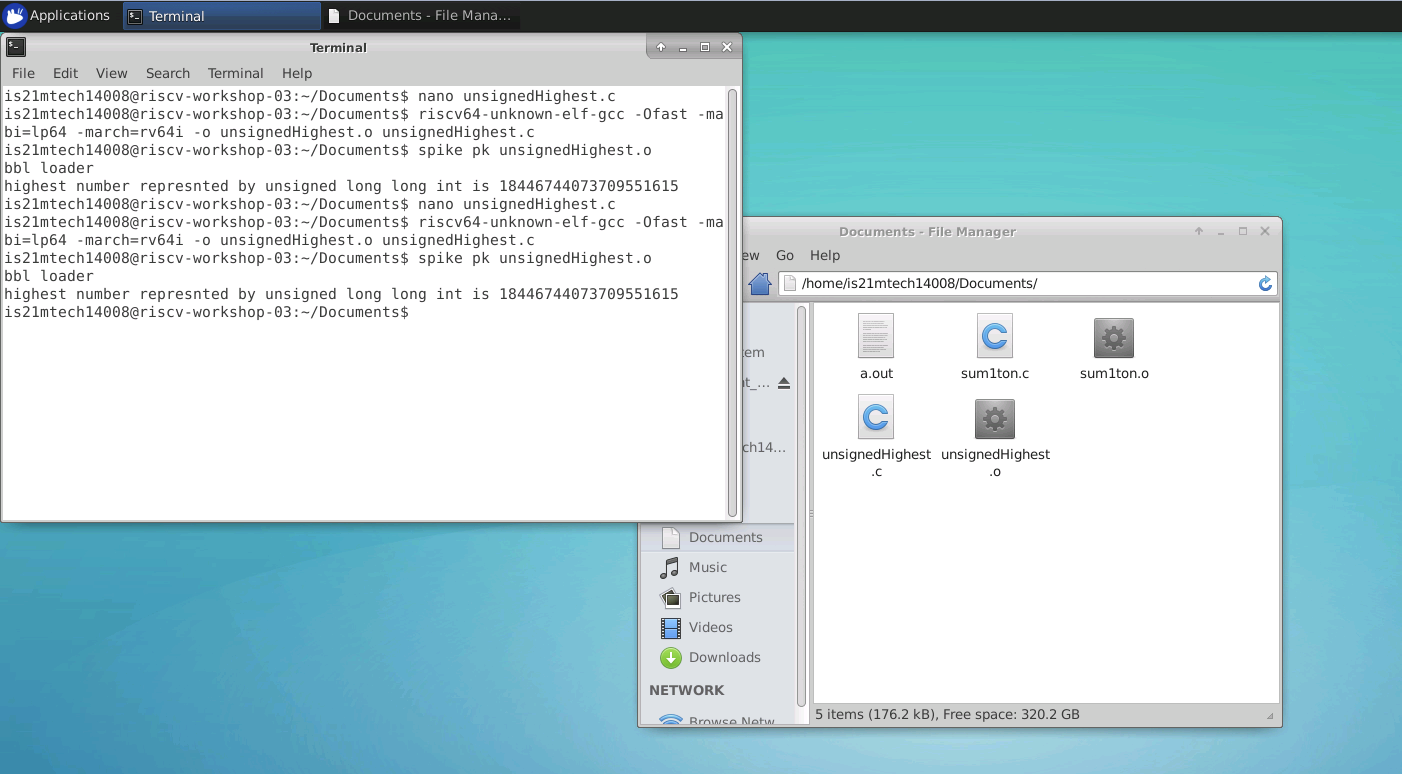 Applications
Terminal
Documents - File Mana...
Terminal
File Edit View Search Terminal Help
is21mtech14008@riscv-workshop-03:~/Documents$ nano unsignedHighest.c
is21mtech14008@riscv-workshop-03:~/Documents$ riscv64-unknown-elf-gcc -Ofast -ma
bi=lp64 -march=rv64i -o unsignedHighest.o unsignedHighest.c
is21mtech14008@riscv-workshop-03:~/Documents$ spike pk unsignedHighest.o
bbl loader
highest number represnted by unsigned long long int is 18446744073709551615
is21mtech14008@riscv-workshop-03:~/Documents$ nano unsignedHighest.c
is21mtech14008@riscv-workshop-03:~/Documents$ riscv64-unknown-elf-gcc -Ofast -ma
bi=lp64 -march=rv64i -o unsignedHighest.o unsignedHighest.c
is21mtech14008@riscv-workshop-03:~/Documents$ spike pk unsignedHighest.o
bbl loader
highest number represnted by unsigned long long int is 18446744073709551615
is21mtech14008@riscv-workshop-03:~/Documents$
Documents - File Manager
ew Go Help
/home/is21mtech14008/Documents/
tem
nt_...
ch14...
Documents
Music
Pictures
Videos
Downloads
NETWORK
Browse Netw
a.out
sum1ton.c
sum1ton.o
unsignedHighest
.c
unsignedHighest
.o
5 items (176.2 kB), Free space: 320.2 GB